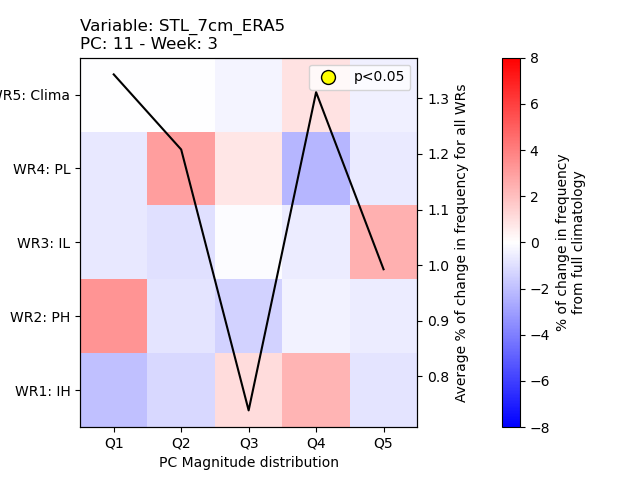 Variable: STL_7cm_ERA5
PC: 11 - Week: 3
p<0.05
WR5: Clima
WR4: PL
WR3: IL
WR2: PH
WR1: IH
Q1 Q2 Q3 Q4 Q5
PC Magnitude distribution
1.3
1.2
1.1
1.0
0.9
0.8
Average % of change in frequency for all WRs
8
6
4
2
0
−2
−4
−6
−8
% of change in frequency
from full climatology